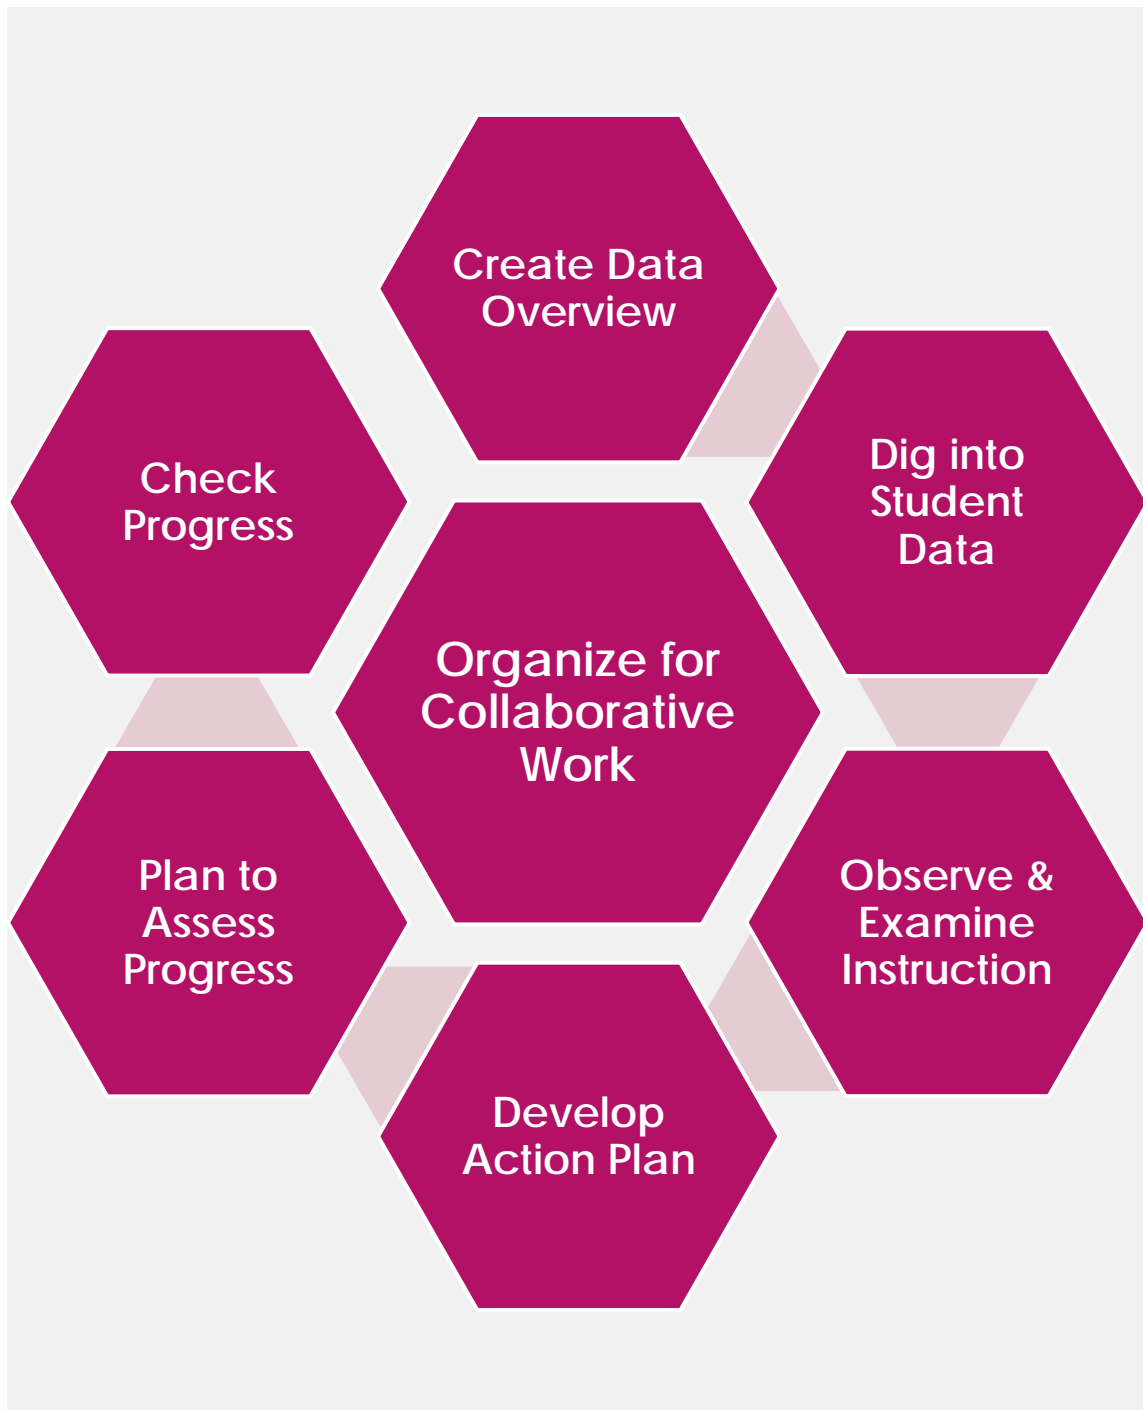 Create Data
Overview
Dig into
Student
Data
Observe &
Examine
Instruction
Develop
Action Plan
Plan to
Assess
Progress
Check
Progress
Organize for
Collaborative
Work